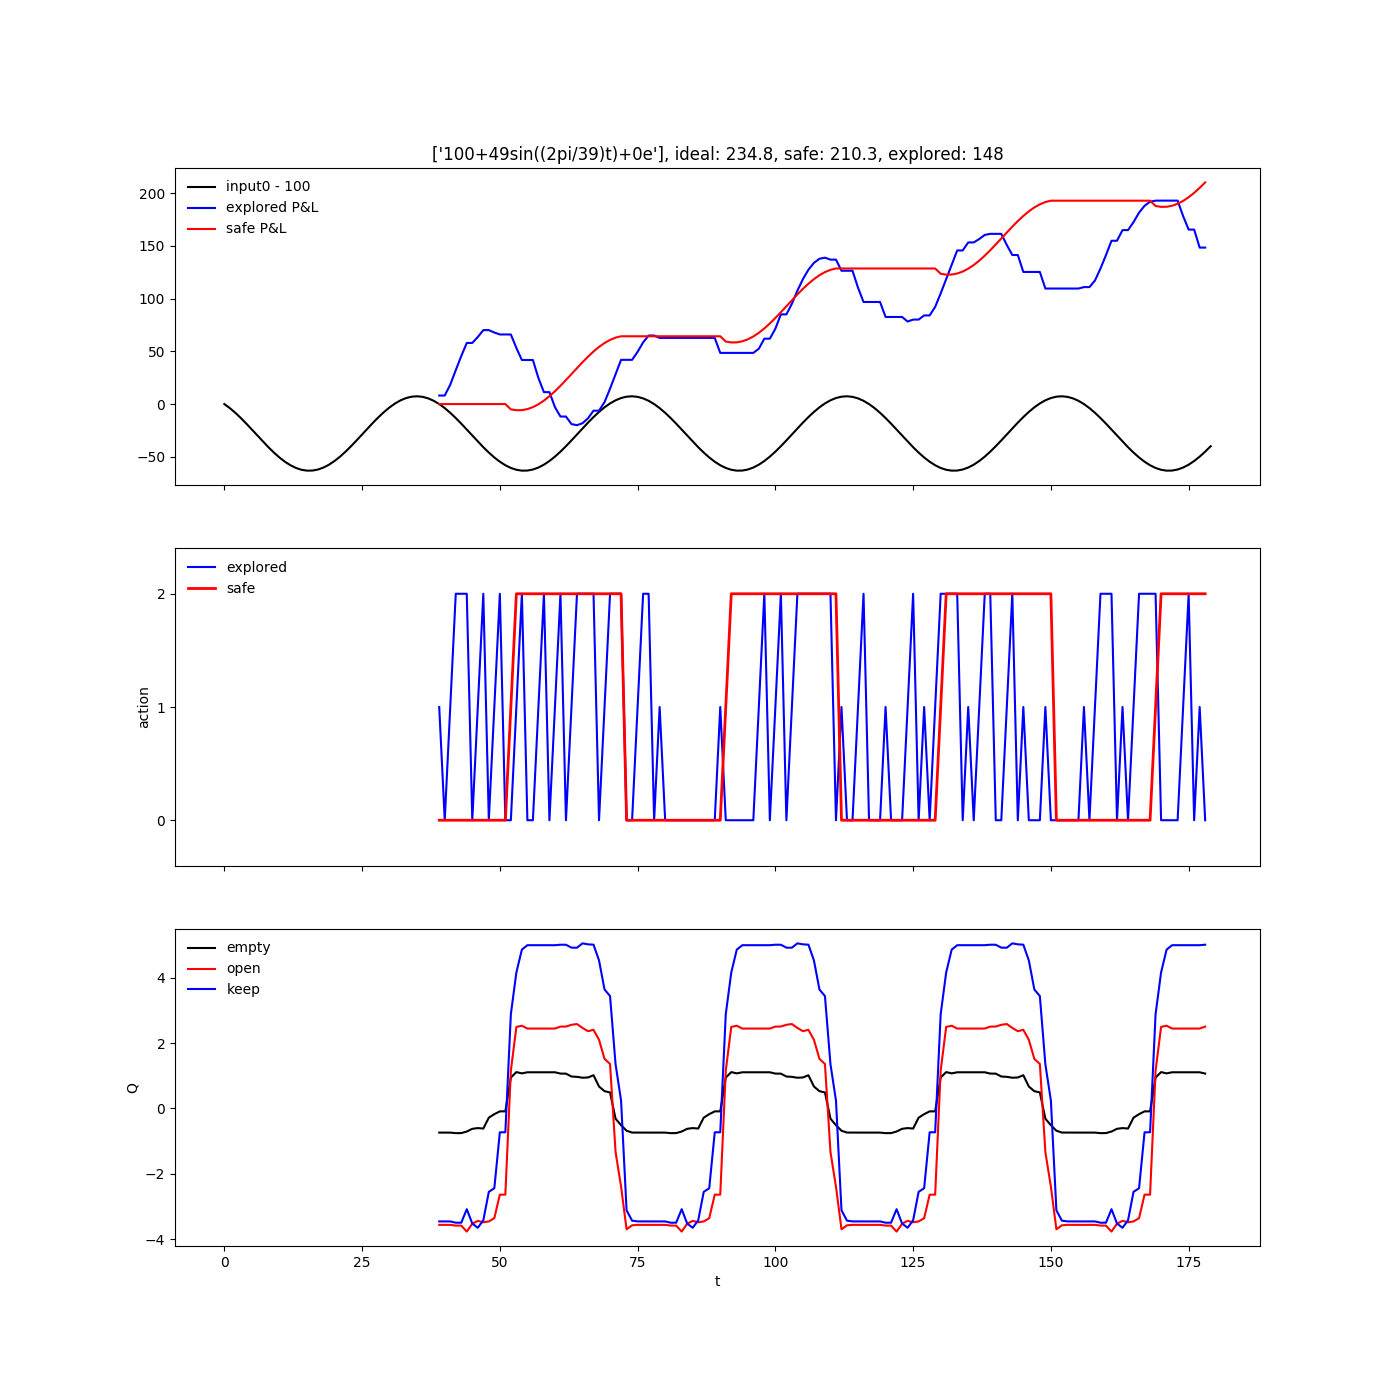 ['100+49sin((2pi/39)t)+0e'], ideal: 234.8, safe: 210.3, explored: 148
input0 - 100
explored P&L
safe P&L
200
150
100
50
0
−50
explored
safe
2
1
0
action
empty
open
keep
4
2
0
−2
−4
Q
0 25 50 75 100 125 150 175
t